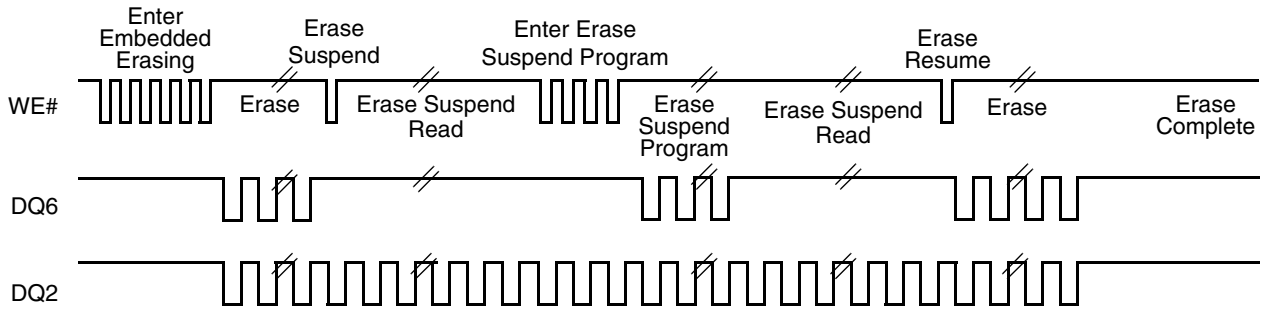 Enter
Embedded
Erasing
Erase
Suspend
Enter Erase
Suspend Program
Erase
Resume
WE#
Erase
Erase Suspend
Read
Erase
Suspend
Program
Erase Suspend
Read
Erase
Erase
Complete
DQ6
DQ2